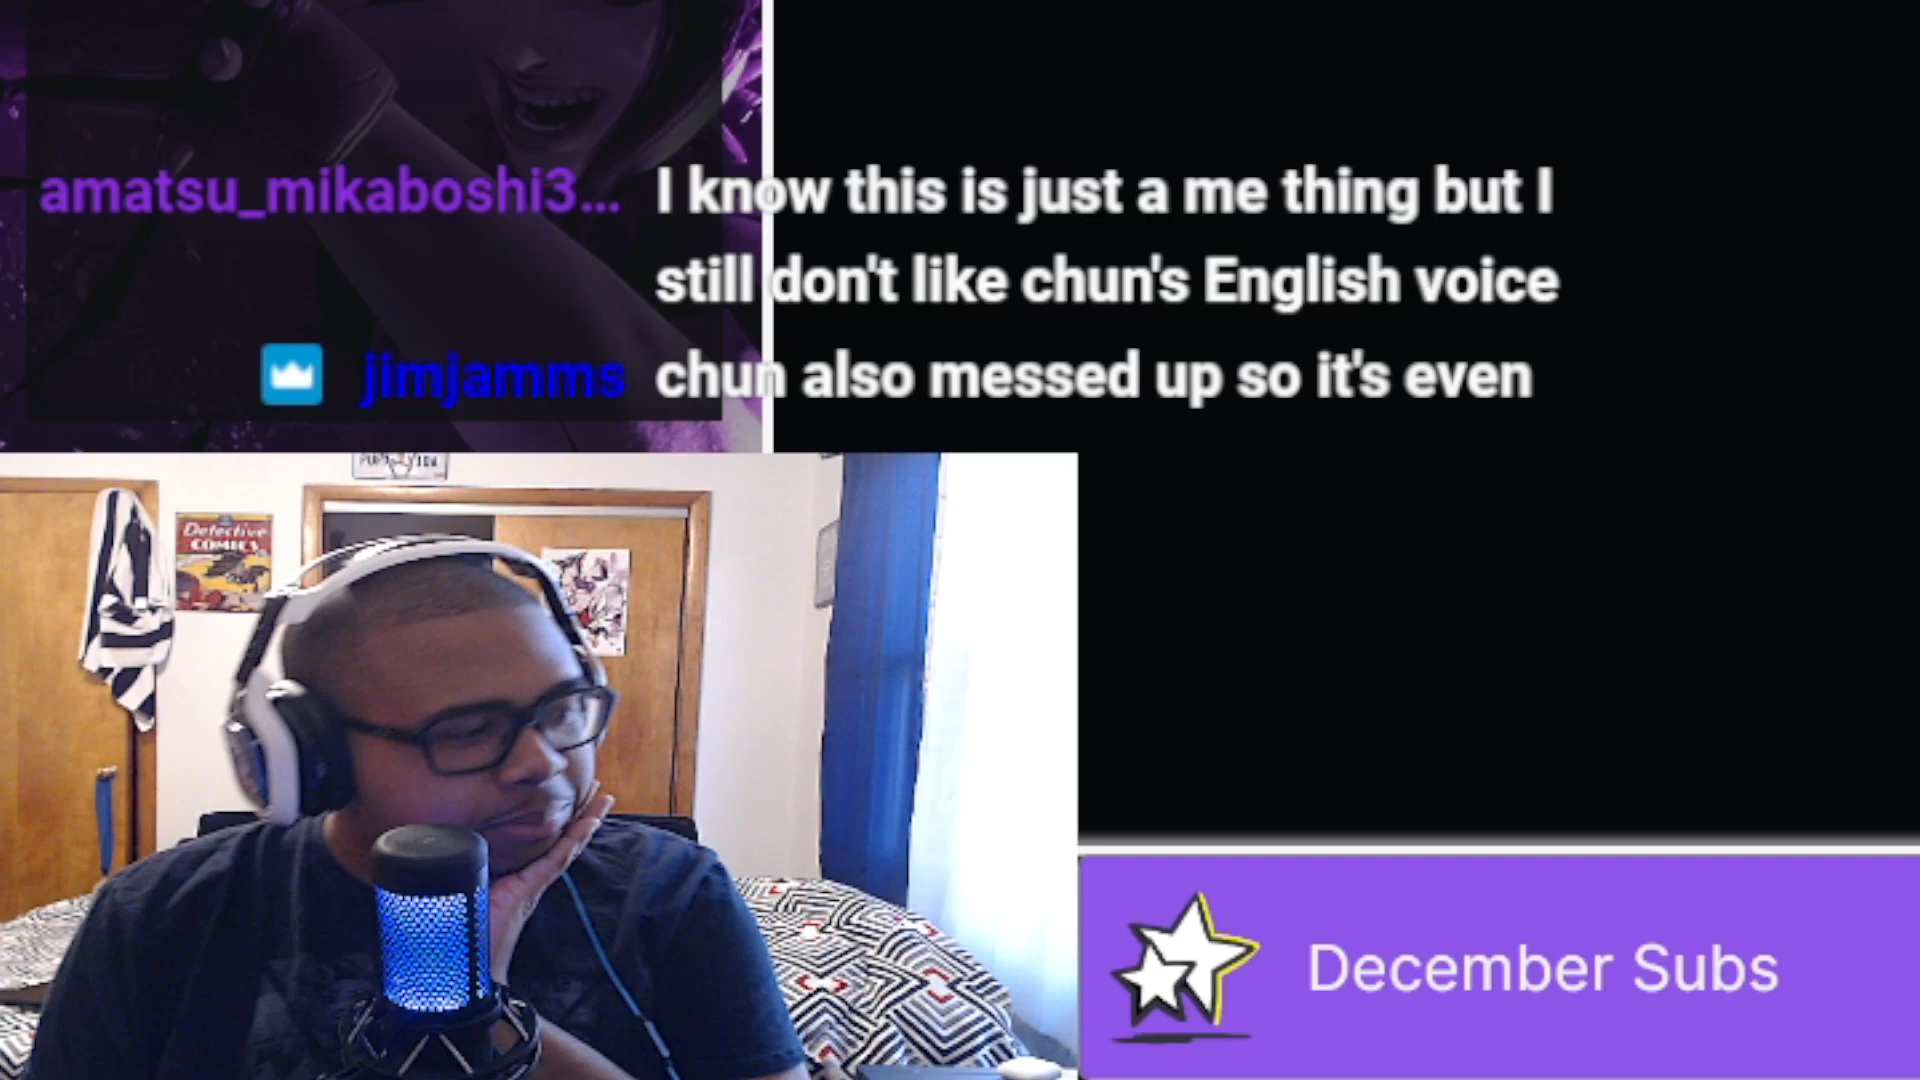 amatsu_mikaboshi3... I know this is just a me thing but I
still don't like chun's English voice
jimjamms chun also messed up so it's even
Detective
COMICS
December Subs